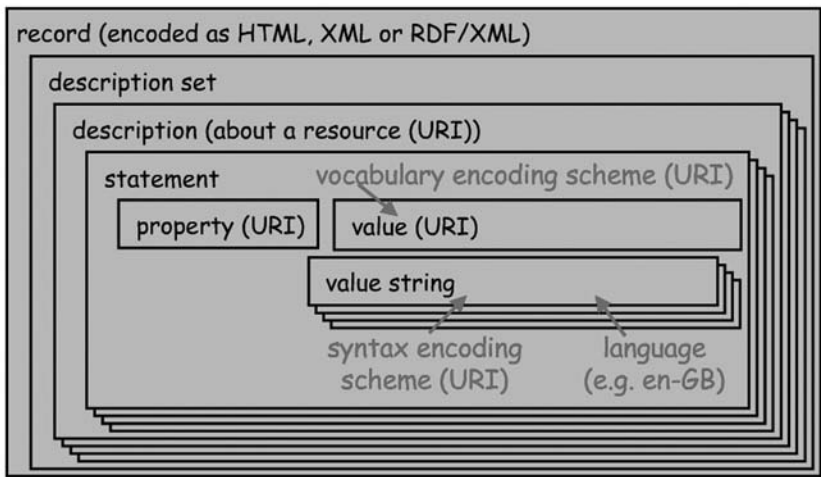 record (encoded as HTML, XML or RDF/XML)
description set
description (about a resource (URI))
statement
vocabulary encoding scheme (URI)
property (URI)
value (URI)
value string
syntax encoding
scheme (URI)
language
(e.g. en-GB)